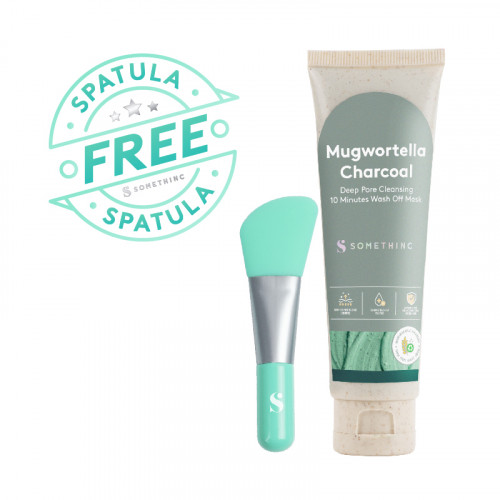 SPATULA
FREE
S SOMETHINC
SPATULA
Mugwortella
Charcoal
Deep Pore Cleansing
10 Minutes Wash Off Mask
S SOMETHINC
S